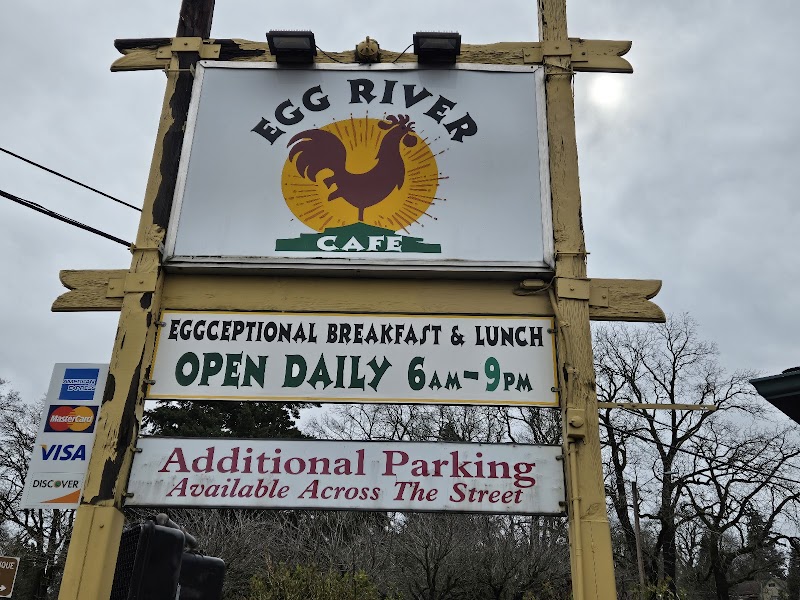 EGG RIVER
CAFE
EGGCEPTIONAL BREAKFAST & LUNCH
OPEN DAILY 6AM-9PM
AMERICAN EXPRESS
MasterCard
VISA
DISCOVER
Additional Parking
Available Across The Street